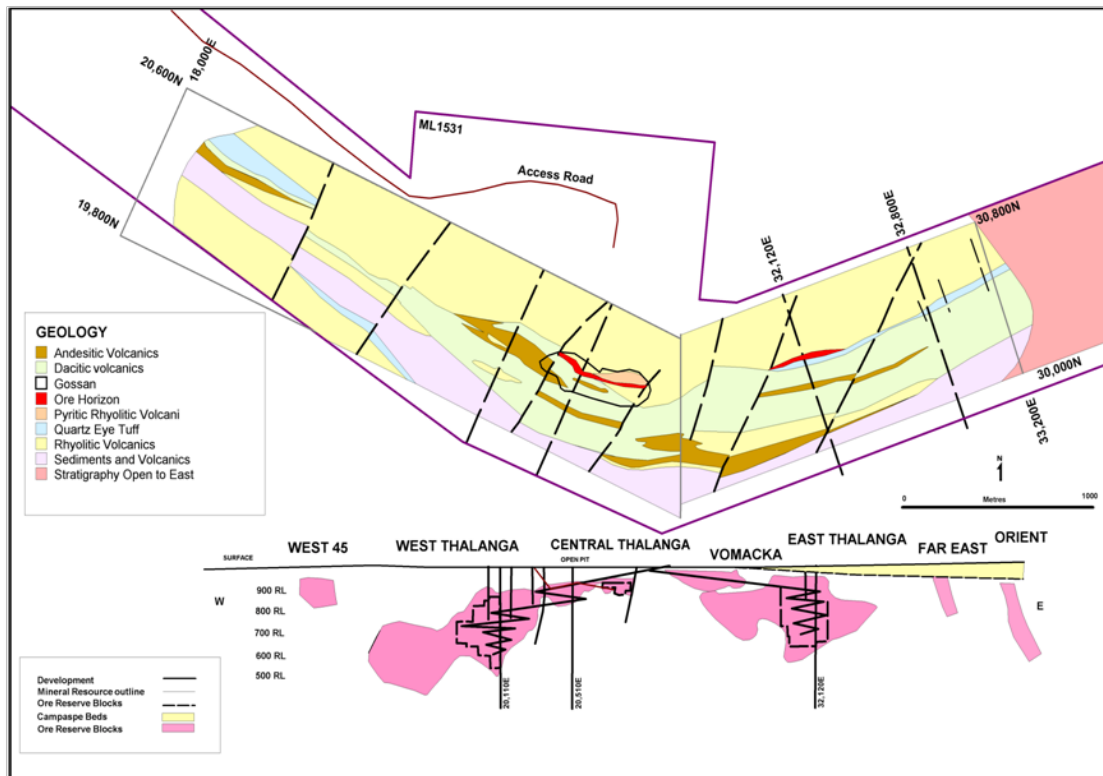 20,600N
18,000E
19,800N
ML1531
Access Road
32,120E
32,800E
30,800N
30,000N
33,200E
N
0 Metres 1000
GEOLOGY
Andesitic Volcanics
Dacitic volcanics
Gossan
Ore Horizon
Pyritic Rhyolitic Volcani
Quartz Eye Tuff
Rhyolitic Volcanics
Sediments and Volcanics
Stratigraphy Open to East
SURFACE
WEST 45
WEST THALANGA
CENTRAL THALANGA
OPEN PIT
VOMACKA
EAST THALANGA
FAR EAST
ORIENT
W
E
900 RL
800 RL
700 RL
600 RL
500 RL
20,110E
20,510E
32,120E
Development
Mineral Resource outline
Ore Reserve Blocks
Campaspe Beds
Ore Reserve Blocks